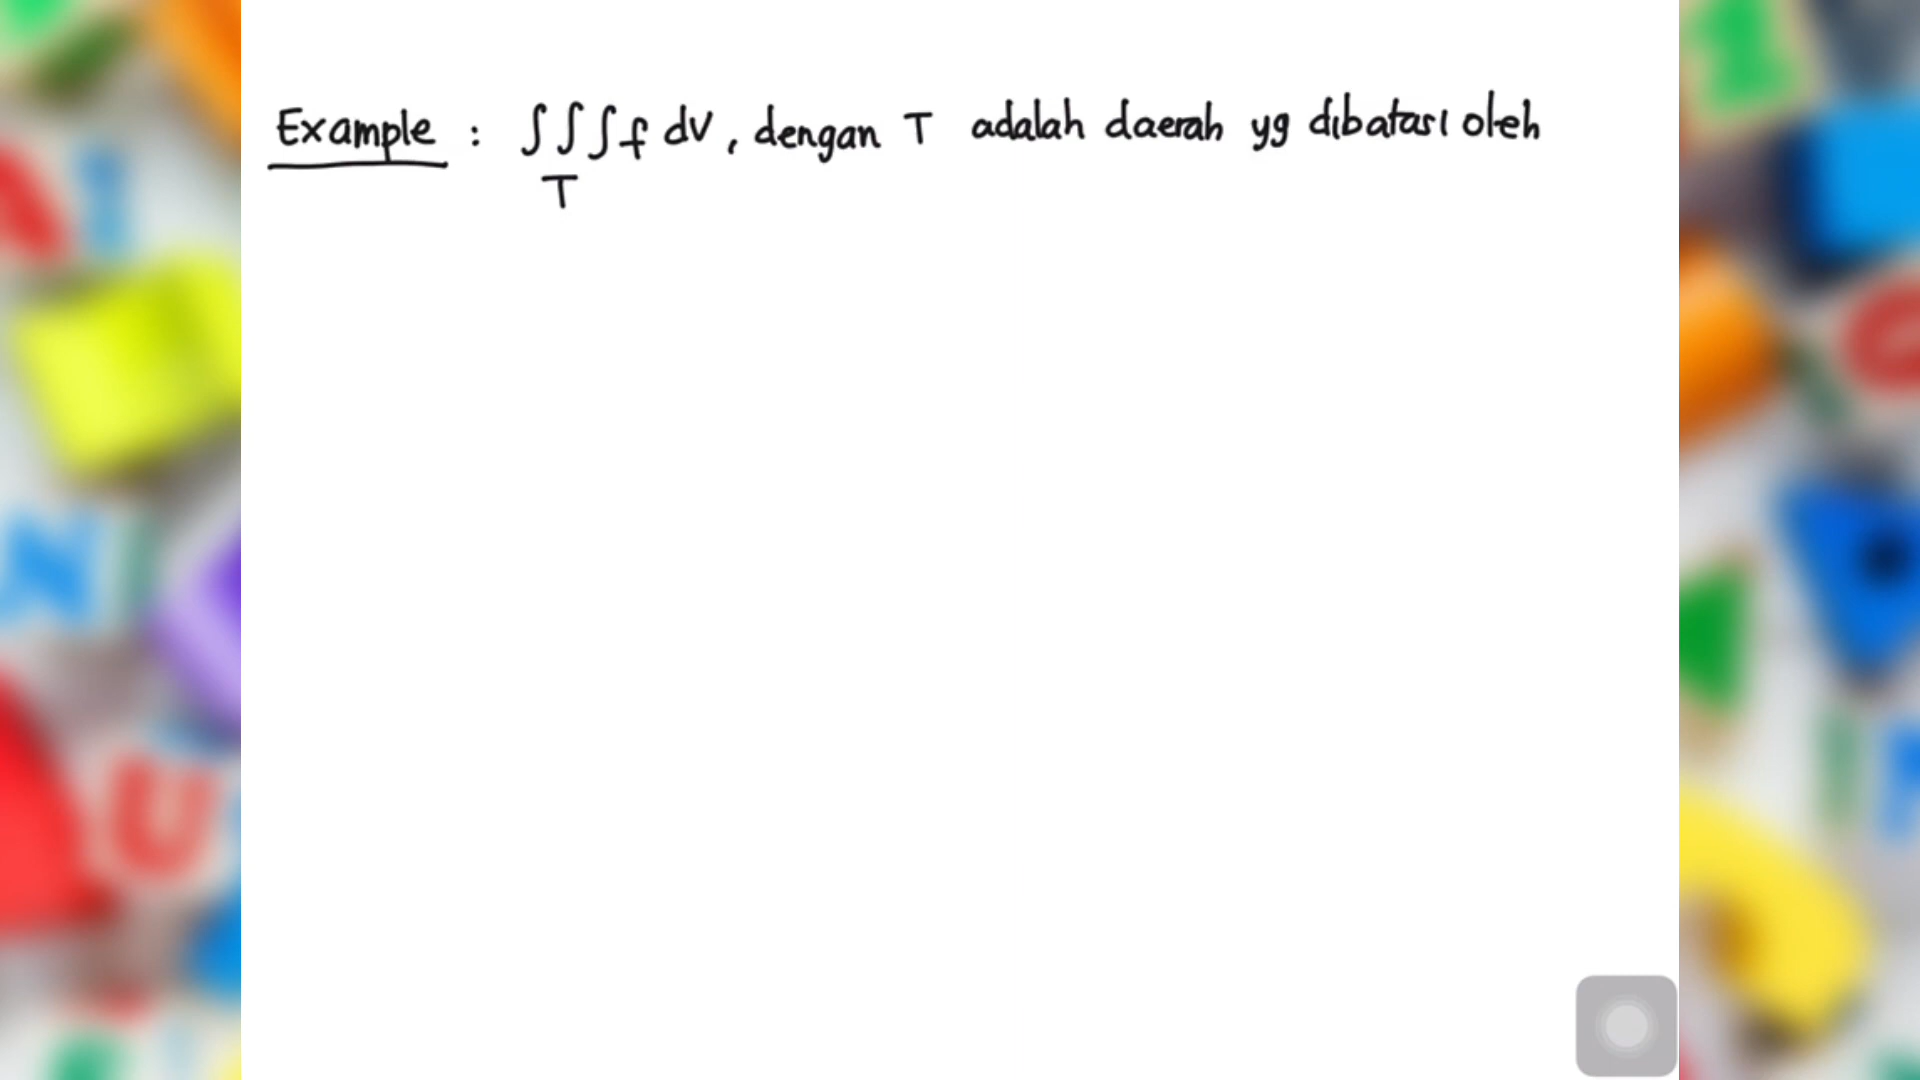 Example : ∫∫∫ f dV, dengan T adalah daerah yg dibatasi oleh
T